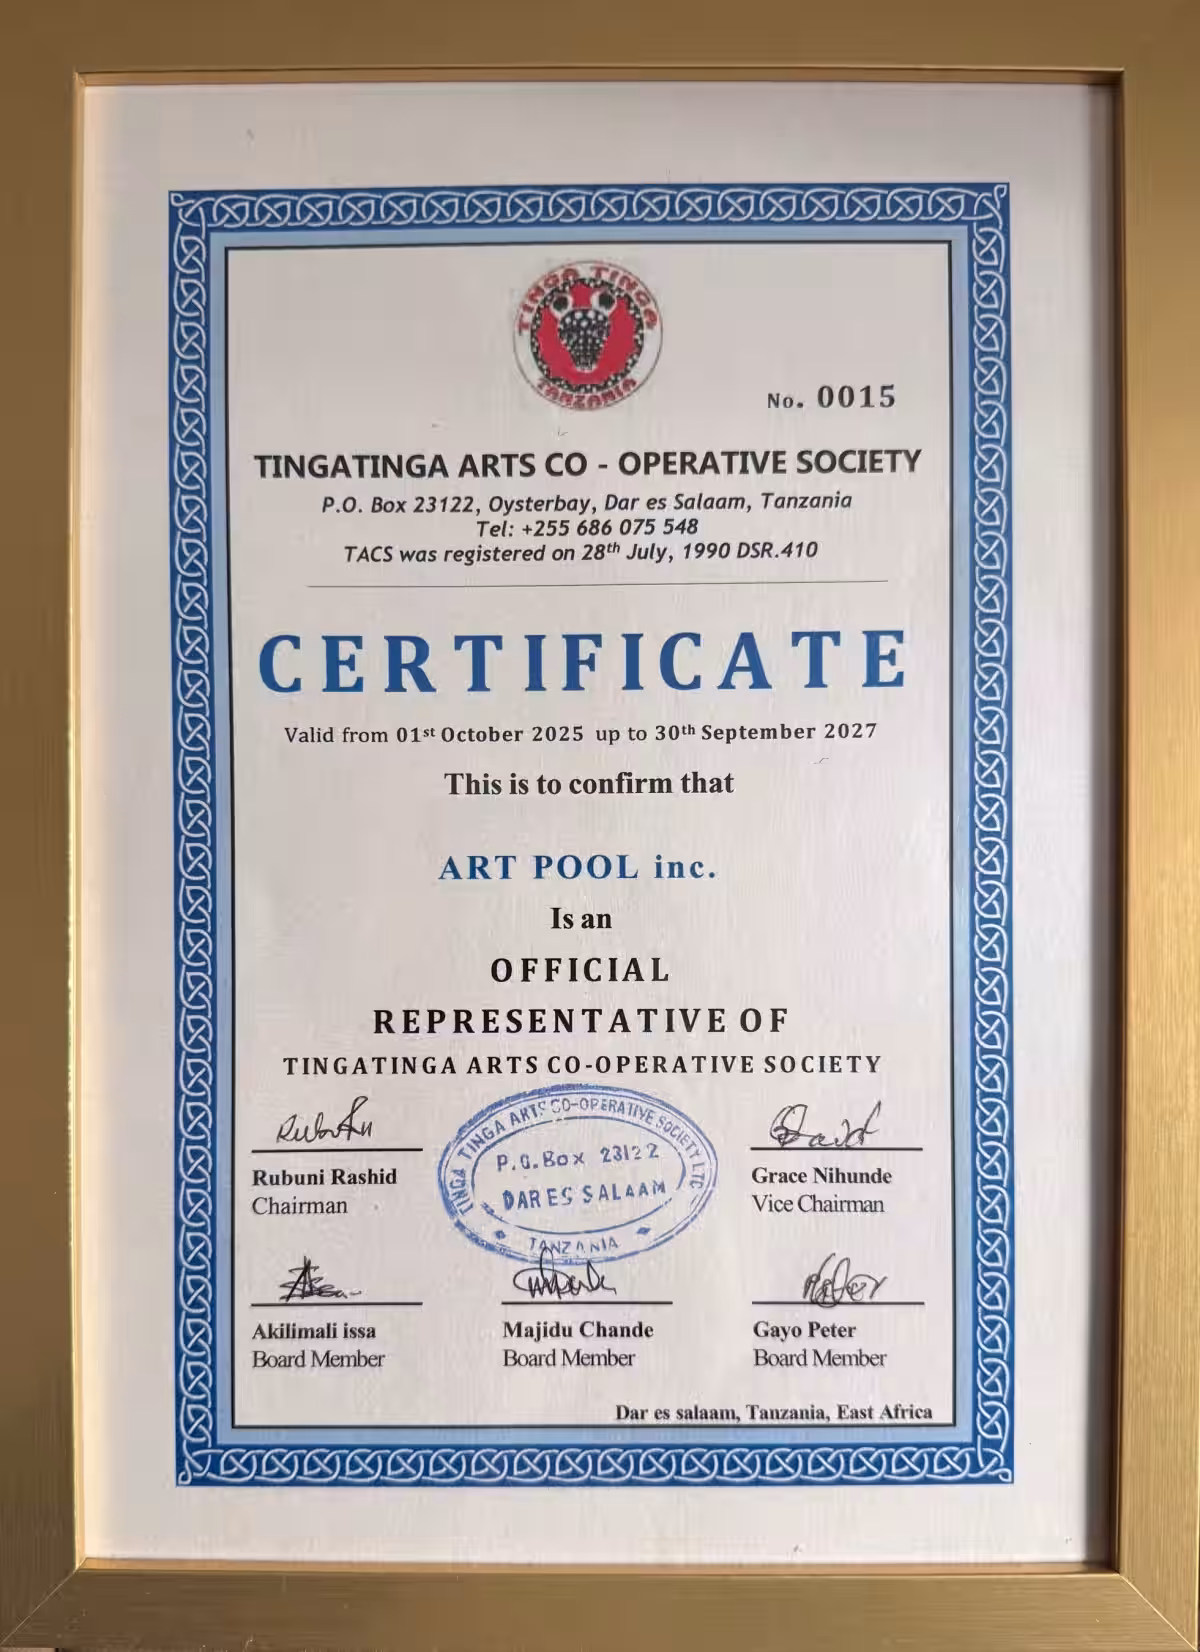 TINGA TINGA
TANZANIA
No. 0015
TINGATINGA ARTS CO - OPERATIVE SOCIETY
P.O. Box 23122, Oysterbay, Dar es Salaam, Tanzania
Tel: +255 686 075 548
TACS was registered on 28th July, 1990 DSR.410
CERTIFICATE
Valid from 01st October 2025 up to 30th September 2027
This is to confirm that
ART POOL inc.
Is an
OFFICIAL
REPRESENTATIVE OF
TINGATINGA ARTS CO-OPERATIVE SOCIETY
TINGA TINGA ARTS CO-OPERATIVE SOCIETY LTD
P.O. Box 23122
DAR ES SALAAM
TANZANIA
Rubuni Rashid
Chairman
Grace Nihunde
Vice Chairman
Akilimali issa
Board Member
Majidu Chande
Board Member
Gayo Peter
Board Member
Dar es salaam, Tanzania, East Africa